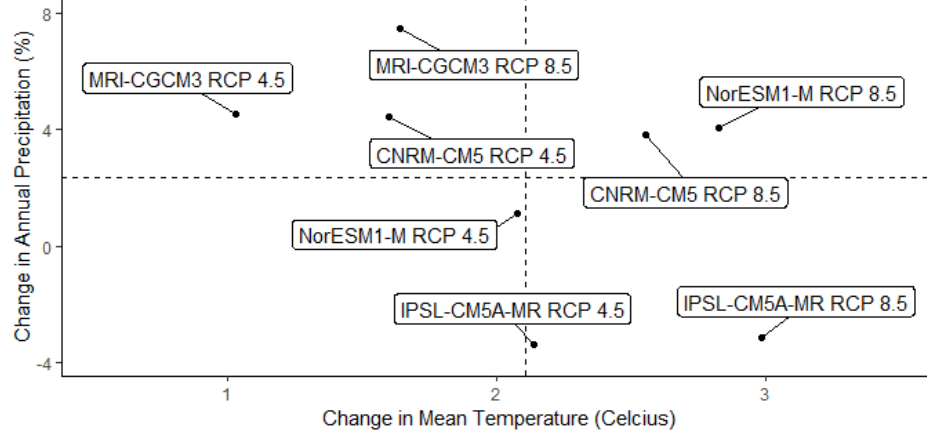 8
MRI-CGCM3 RCP 8.5
MRI-CGCM3 RCP 4.5
NorESM1-M RCP 8.5
4
CNRM-CM5 RCP 4.5
CNRM-CM5 RCP 8.5
NorESM1-M RCP 4.5
0
IPSL-CM5A-MR RCP 4.5
IPSL-CM5A-MR RCP 8.5
-4
Change in Annual Precipitation (%)
1
2
3
Change in Mean Temperature (Celcius)